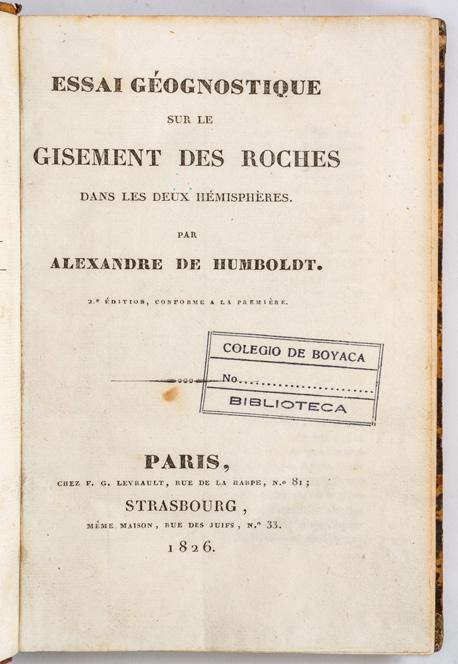 ESSAI GÉOGNOSTIQUE
SUR LE
GISEMENT DES ROCHES
DANS LES DEUX HÉMISPHÈRES.
PAR
ALEXANDRE DE HUMBOLDT.
2.e ÉDITION, CONFORME A LA PREMIÈRE.
COLEGIO DE BOYACA
No.
BIBLIOTECA
PARIS,
CHEZ F. G. LEVRAULT, RUE DE LA HARPE, N.o 81;
STRASBOURG,
MÊME MAISON, RUE DES JUIFS, N.o 33.
1826.